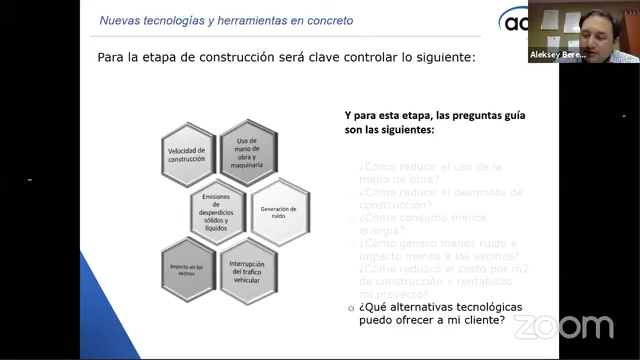 Nuevas tecnologías y herramientas en concreto
Aleksey Bere...
Para la etapa de construcción será clave controlar lo siguiente:
Velocidad de
construcción
Uso de
mano de
obra y
maquinaria
Emisiones
de
desperdicios
sólidos y
líquidos
Generación de
ruido
Impacto en los
vecinos
Interrupción
del trafico
vehicular
Y para esta etapa, las preguntas guía
son las siguientes:
¿Cómo reducir el uso de la
mano de obra?
¿Cómo reducir el desmonte de
construcción?
¿Cómo consumo menos
energía?
¿Cómo genero menos ruido e
impacto menos a los vecinos?
¿Cómo reduzco el costo por m2
de construcción y rentabilizo
mi proyecto?
¿Qué alternativas tecnológicas
puedo ofrecer a mi cliente?
zoom